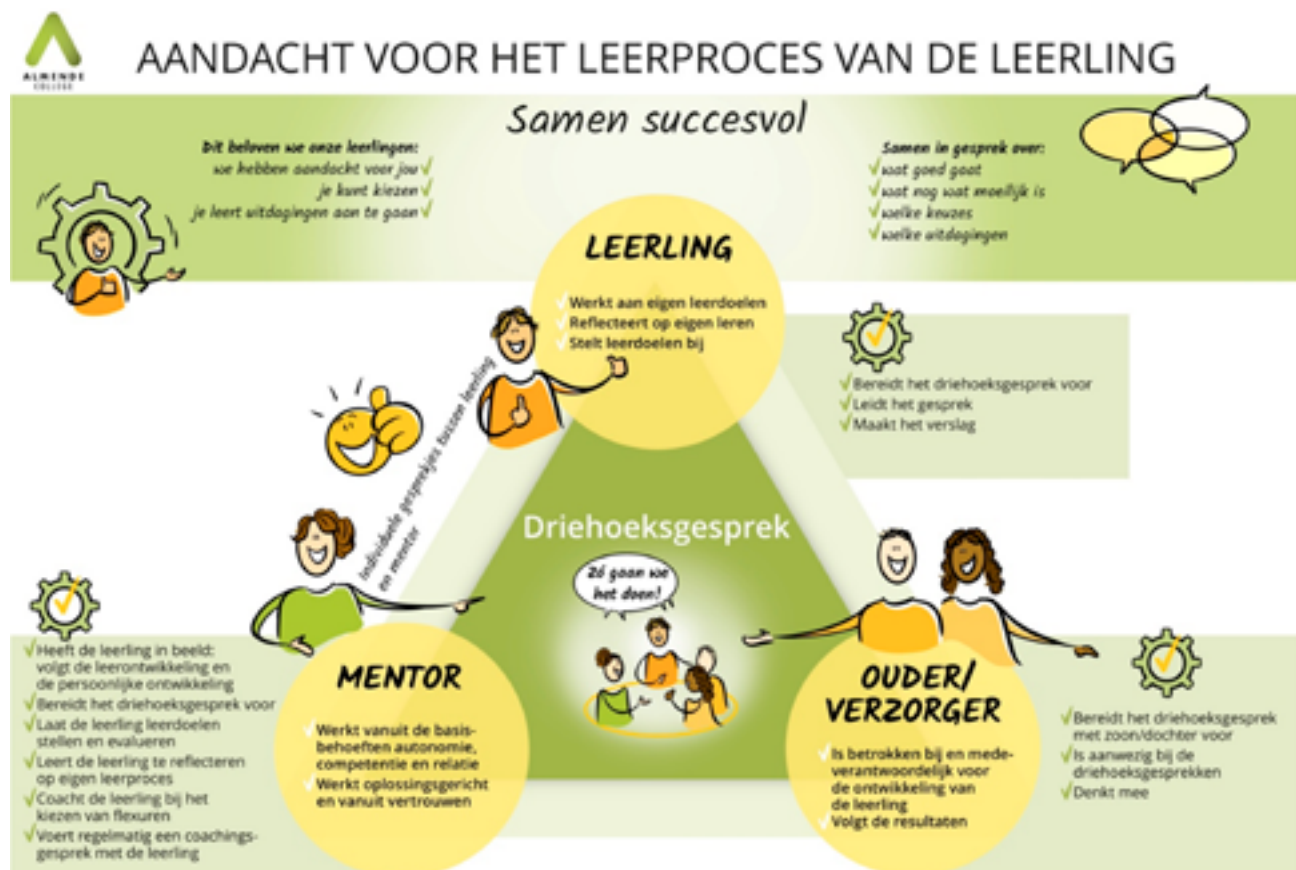 ALMENDE
COLLEGE
AANDACHT VOOR HET LEERPROCES VAN DE LEERLING
Samen succesvol
Dit beloven we onze leerlingen:
we hebben aandacht voor jou
je kunt kiezen
je leert uitdagingen aan te gaan
Samen in gesprek over:
wat goed gaat
wat nog wat moeilijk is
welke keuzes
welke uitdagingen
LEERLING
Werkt aan eigen leerdoelen
Reflecteert op eigen leren
Stelt leerdoelen bij
Bereidt het driehoeksgesprek voor
Leidt het gesprek
Maakt het verslag
Individuele gesprekjes tussen leerling
en mentor
Driehoeksgesprek
Zó gaan we
het doen!
Heeft de leerling in beeld:
volgt de leerontwikkeling en
de persoonlijke ontwikkeling
Bereidt het driehoeksgesprek voor
Laat de leerling leerdoelen
stellen en evalueren
Leert de leerling te reflecteren
op eigen leerproces
Coacht de leerling bij het
kiezen van flexuren
Voert regelmatig een coachings-
gesprek met de leerling
MENTOR
Werkt vanuit de basis-
behoeften autonomie,
competentie en relatie
Werkt oplossingsgericht
en vanuit vertrouwen
OUDER/
VERZORGER
Is betrokken bij en mede-
verantwoordelijk voor
de ontwikkeling van
de leerling
Volgt de resultaten
Bereidt het driehoeksgesprek
met zoon/dochter voor
Is aanwezig bij de
driehoeksgesprekken
Denkt mee